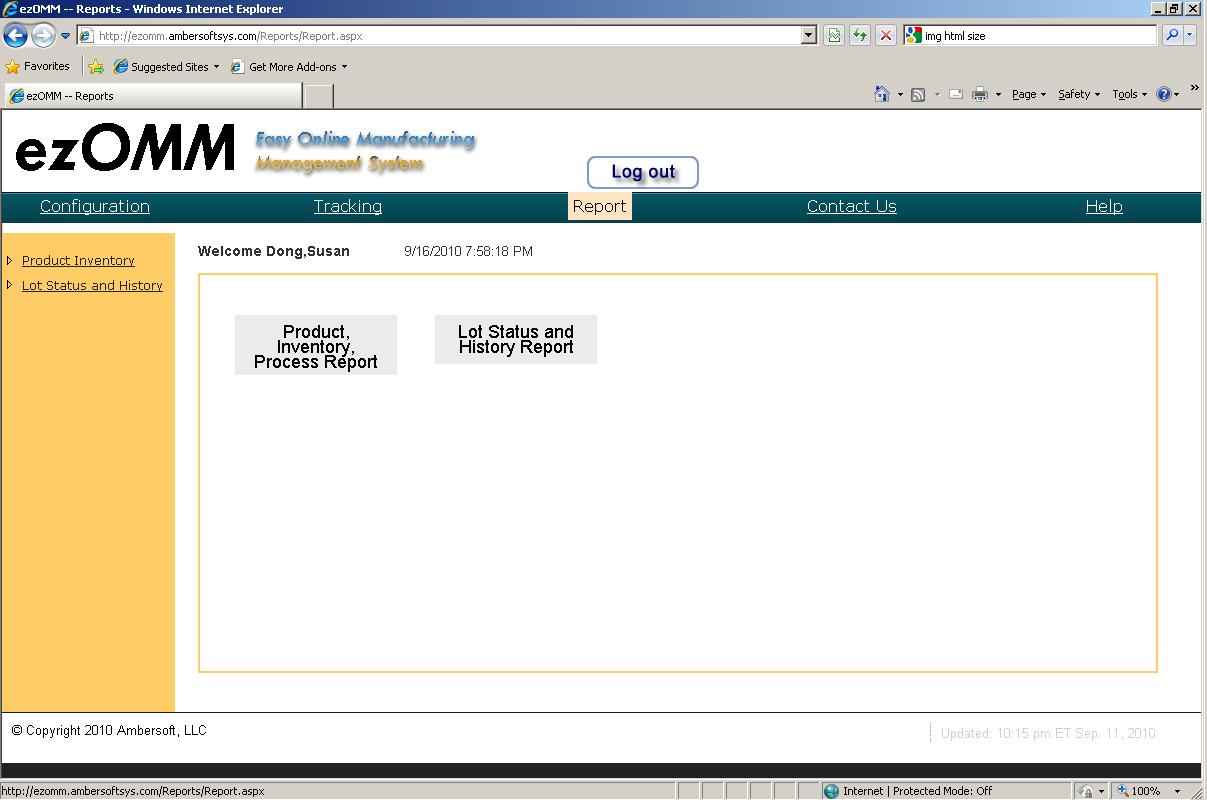 ezOMM -- Reports - Windows Internet Explorer
http://ezomm.ambersoftsys.com/Reports/Report.aspx
img html size
Favorites
Suggested Sites
Get More Add-ons
ezOMM -- Reports
Page
Safety
Tools
ezOMM
Easy Online Manufacturing
Management System
Log out
Configuration
Tracking
Report
Contact Us
Help
Product Inventory
Lot Status and History
Welcome Dong,Susan
9/16/2010 7:58:18 PM
Product,
Inventory,
Process Report
Lot Status and
History Report
© Copyright 2010 Ambersoft, LLC
Updated: 10:15 pm ET Sep. 11, 2010
http://ezomm.ambersoftsys.com/Reports/Report.aspx
Internet | Protected Mode: Off
100%